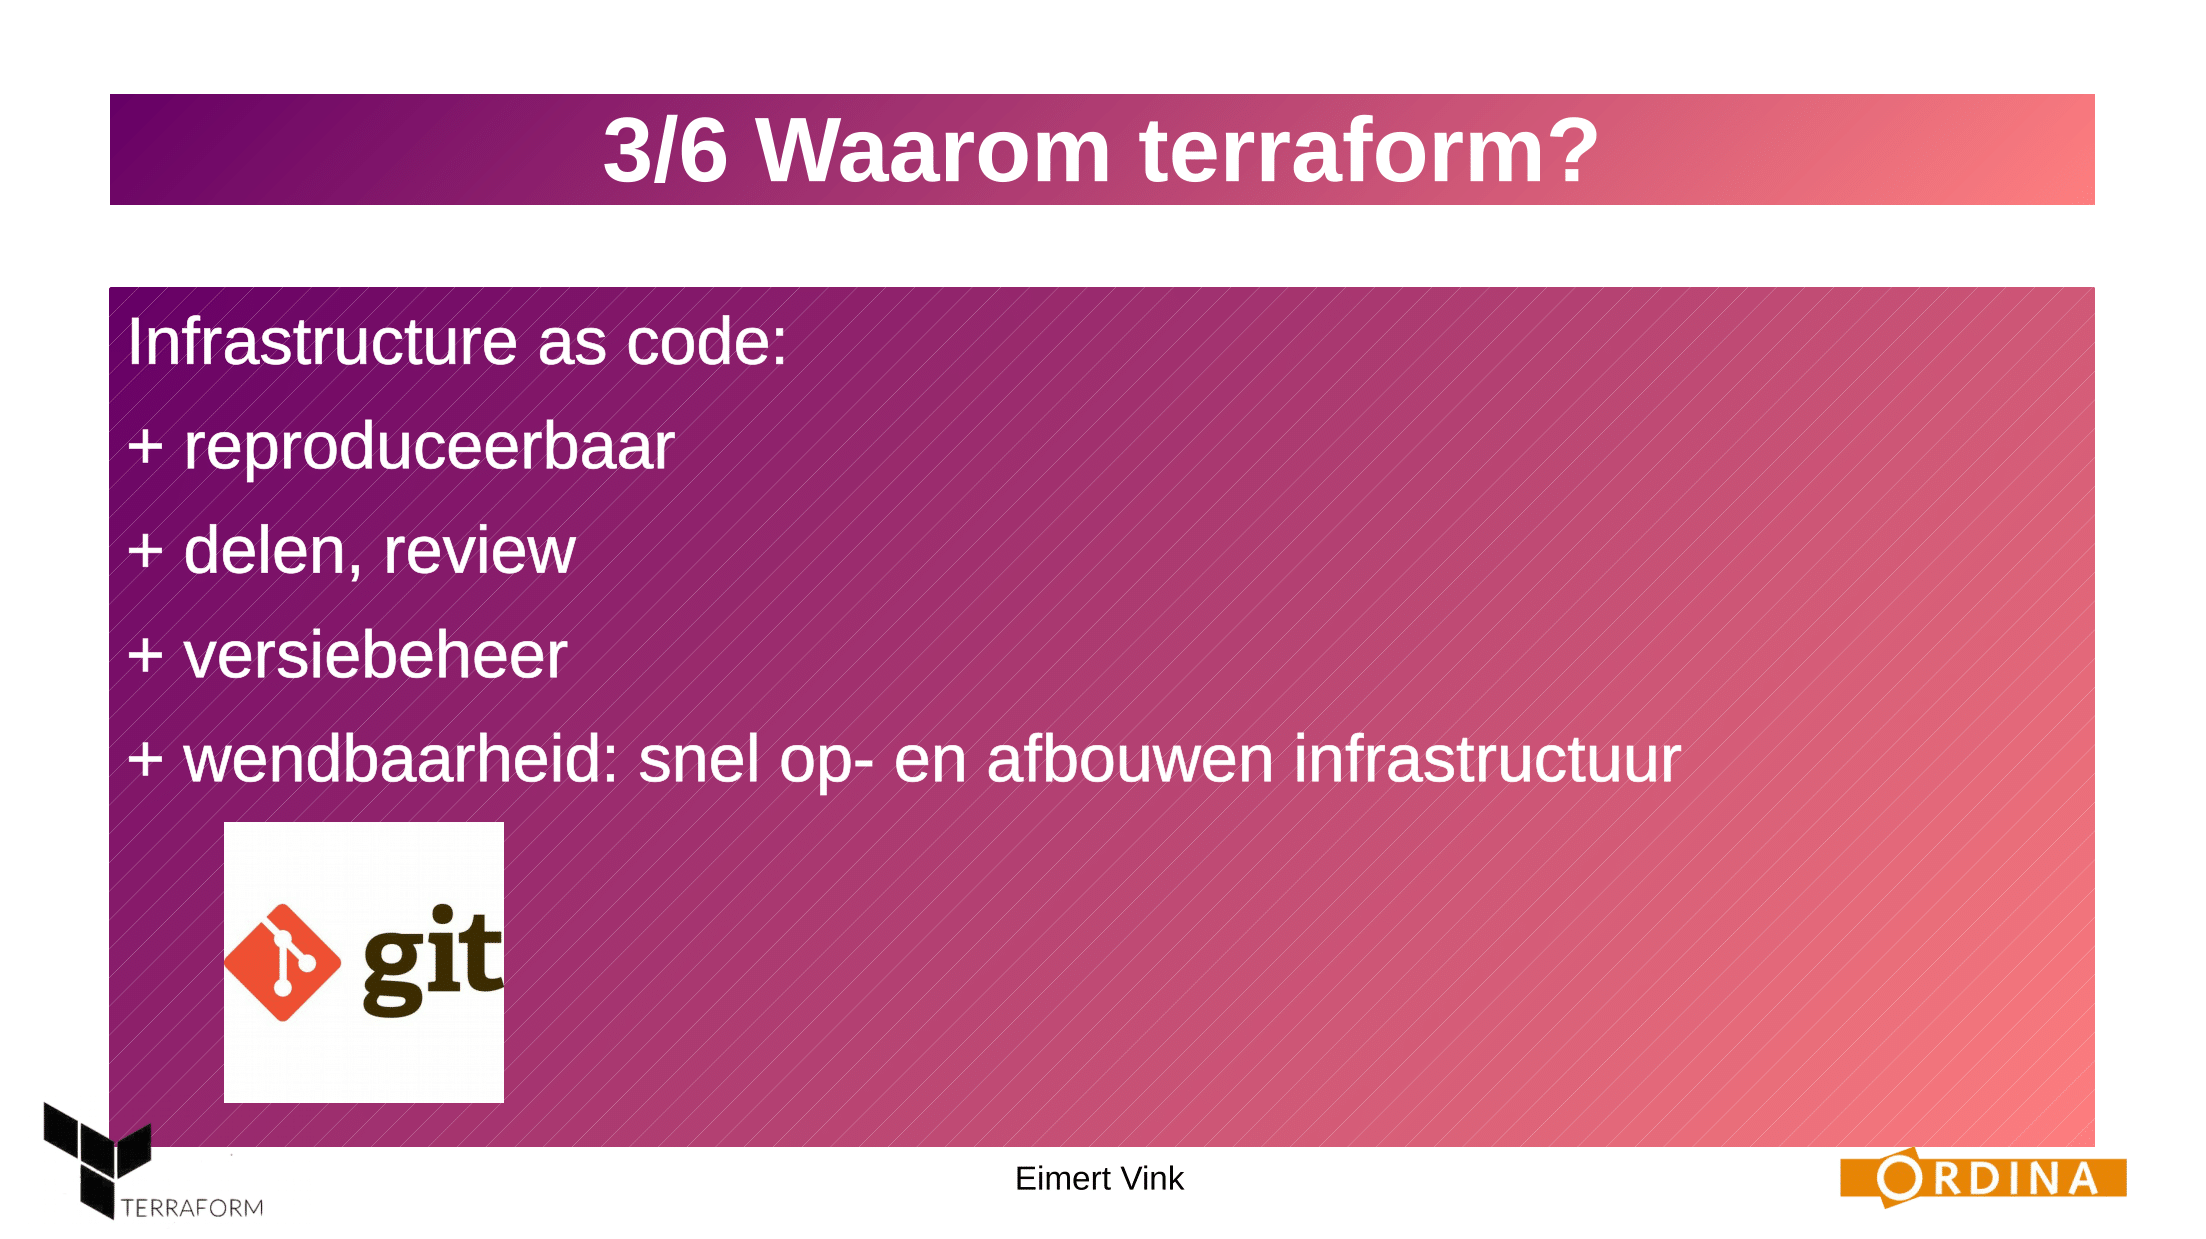 3/6 Waarom terraform?
Infrastructure as code:
+ reproduceerbaar
+ delen, review
+ versiebeheer
+ wendbaarheid: snel op- en afbouwen infrastructuur
git
TERRAFORM
Eimert Vink
ORDINA